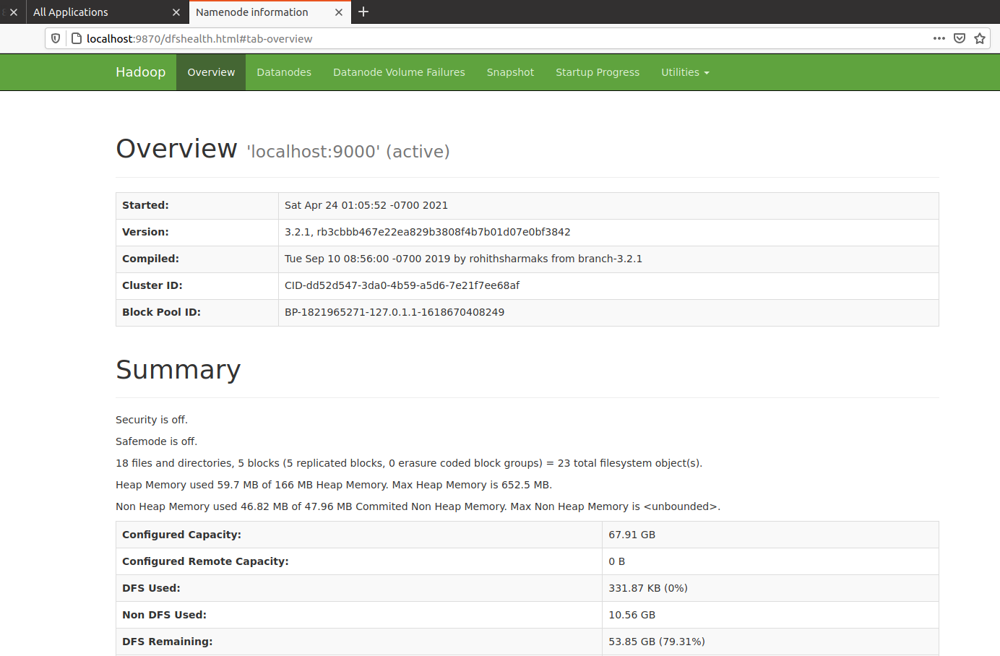 All Applications
Namenode information
localhost:9870/dfshealth.html#tab-overview
Hadoop Overview Datanodes Datanode Volume Failures Snapshot Startup Progress Utilities
Overview 'localhost:9000' (active)
Started: Sat Apr 24 01:05:52 -0700 2021
Version: 3.2.1, rb3cbbb467e22ea829b3808f4b7b01d07e0bf3842
Compiled: Tue Sep 10 08:56:00 -0700 2019 by rohithsharmaks from branch-3.2.1
Cluster ID: CID-dd52d547-3da0-4b59-a5d6-7e21f7ee68af
Block Pool ID: BP-1821965271-127.0.1.1-1618670408249
Summary
Security is off.
Safemode is off.
18 files and directories, 5 blocks (5 replicated blocks, 0 erasure coded block groups) = 23 total filesystem object(s).
Heap Memory used 59.7 MB of 166 MB Heap Memory. Max Heap Memory is 652.5 MB.
Non Heap Memory used 46.82 MB of 47.96 MB Commited Non Heap Memory. Max Non Heap Memory is <unbounded>.
Configured Capacity: 67.91 GB
Configured Remote Capacity: 0 B
DFS Used: 331.87 KB (0%)
Non DFS Used: 10.56 GB
DFS Remaining: 53.85 GB (79.31%)